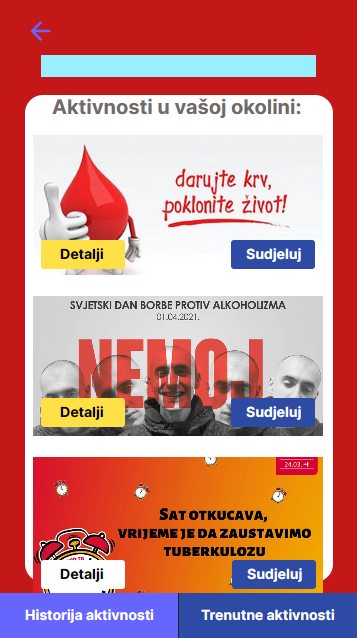 Aktivnosti u vašoj okolini:
darujte krv,
poklonite život!
Detalji
Sudjeluj
SVJETSKI DAN BORBE PROTIV ALKOHOLIZMA
01.04.2021.
NEMOJ
Detalji
Sudjeluj
24.03.
SAT OTKUCAVA,
VRIJEME JE DA ZAUSTAVIMO
TUBERKULOZU
Detalji
Sudjeluj
Historija aktivnosti
Trenutne aktivnosti